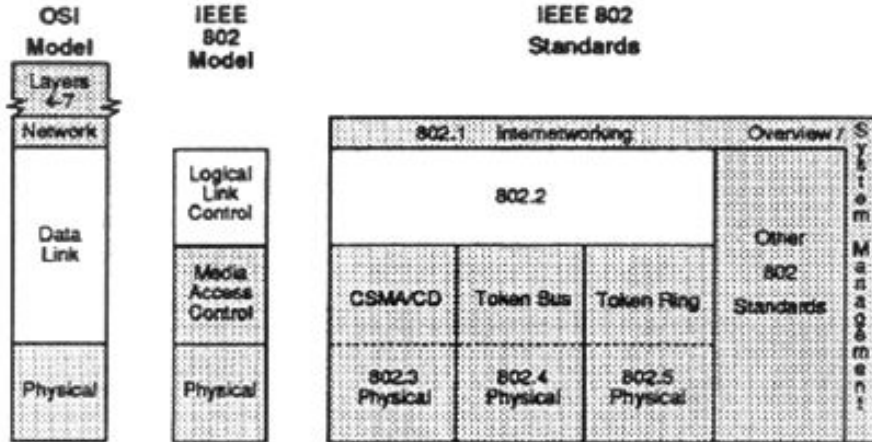 OSI
Model
IEEE
802
Model
IEEE 802
Standards
Layers
4-7
Network
Data
Link
Physical
Logical
Link
Control
Media
Access
Control
Physical
802.1 Internetworking Overview /
System Management
802.2
CSMA/CD
Token Bus
Token Ring
Other
802
Standards
802.3
Physical
802.4
Physical
802.5
Physical